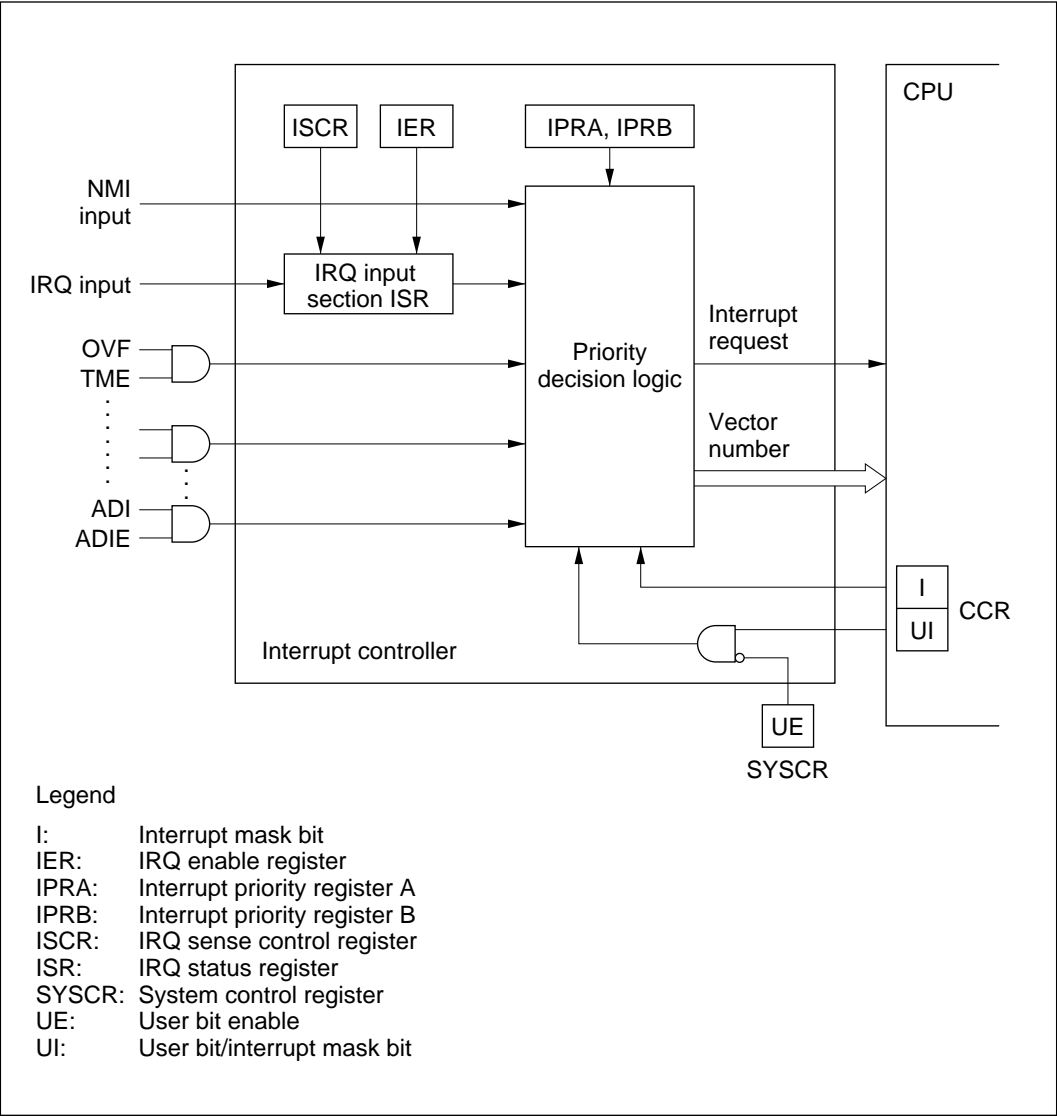 CPU
ISCR
IER
IPRA, IPRB
NMI
input
IRQ input
IRQ input
section ISR
OVF
TME
Priority
decision logic
Interrupt
request
Vector
number
ADI
ADIE
I
UI
CCR
Interrupt controller
UE
SYSCR
Legend
I: Interrupt mask bit
IER: IRQ enable register
IPRA: Interrupt priority register A
IPRB: Interrupt priority register B
ISCR: IRQ sense control register
ISR: IRQ status register
SYSCR: System control register
UE: User bit enable
UI: User bit/interrupt mask bit